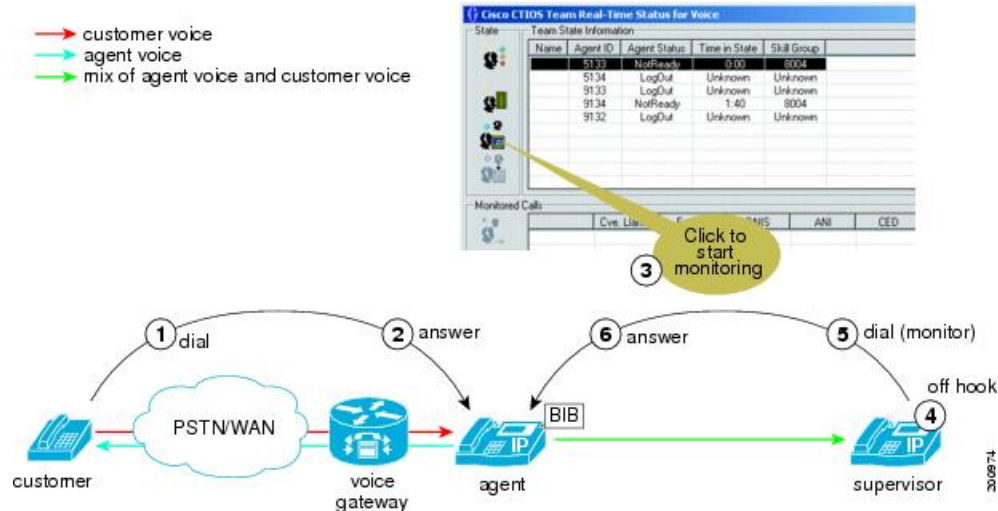 customer voice
agent voice
mix of agent voice and customer voice
Cisco CTIOS Team Real-Time Status for Voice
State
Team State Information
Name Agent ID Agent Status Time in State Skill Group
5133 NotReady 0:00 8004
5134 LogOut Unknown Unknown
9133 LogOut Unknown Unknown
9134 NotReady 1:40 8004
9132 LogOut Unknown Unknown
Monitored Calls
ANI CED
Click to
start
monitoring
3
1 dial
2 answer
6 answer
5 dial (monitor)
off hook
4
PSTN/WAN
BIB
IP
IP
customer
voice
gateway
agent
supervisor
200974